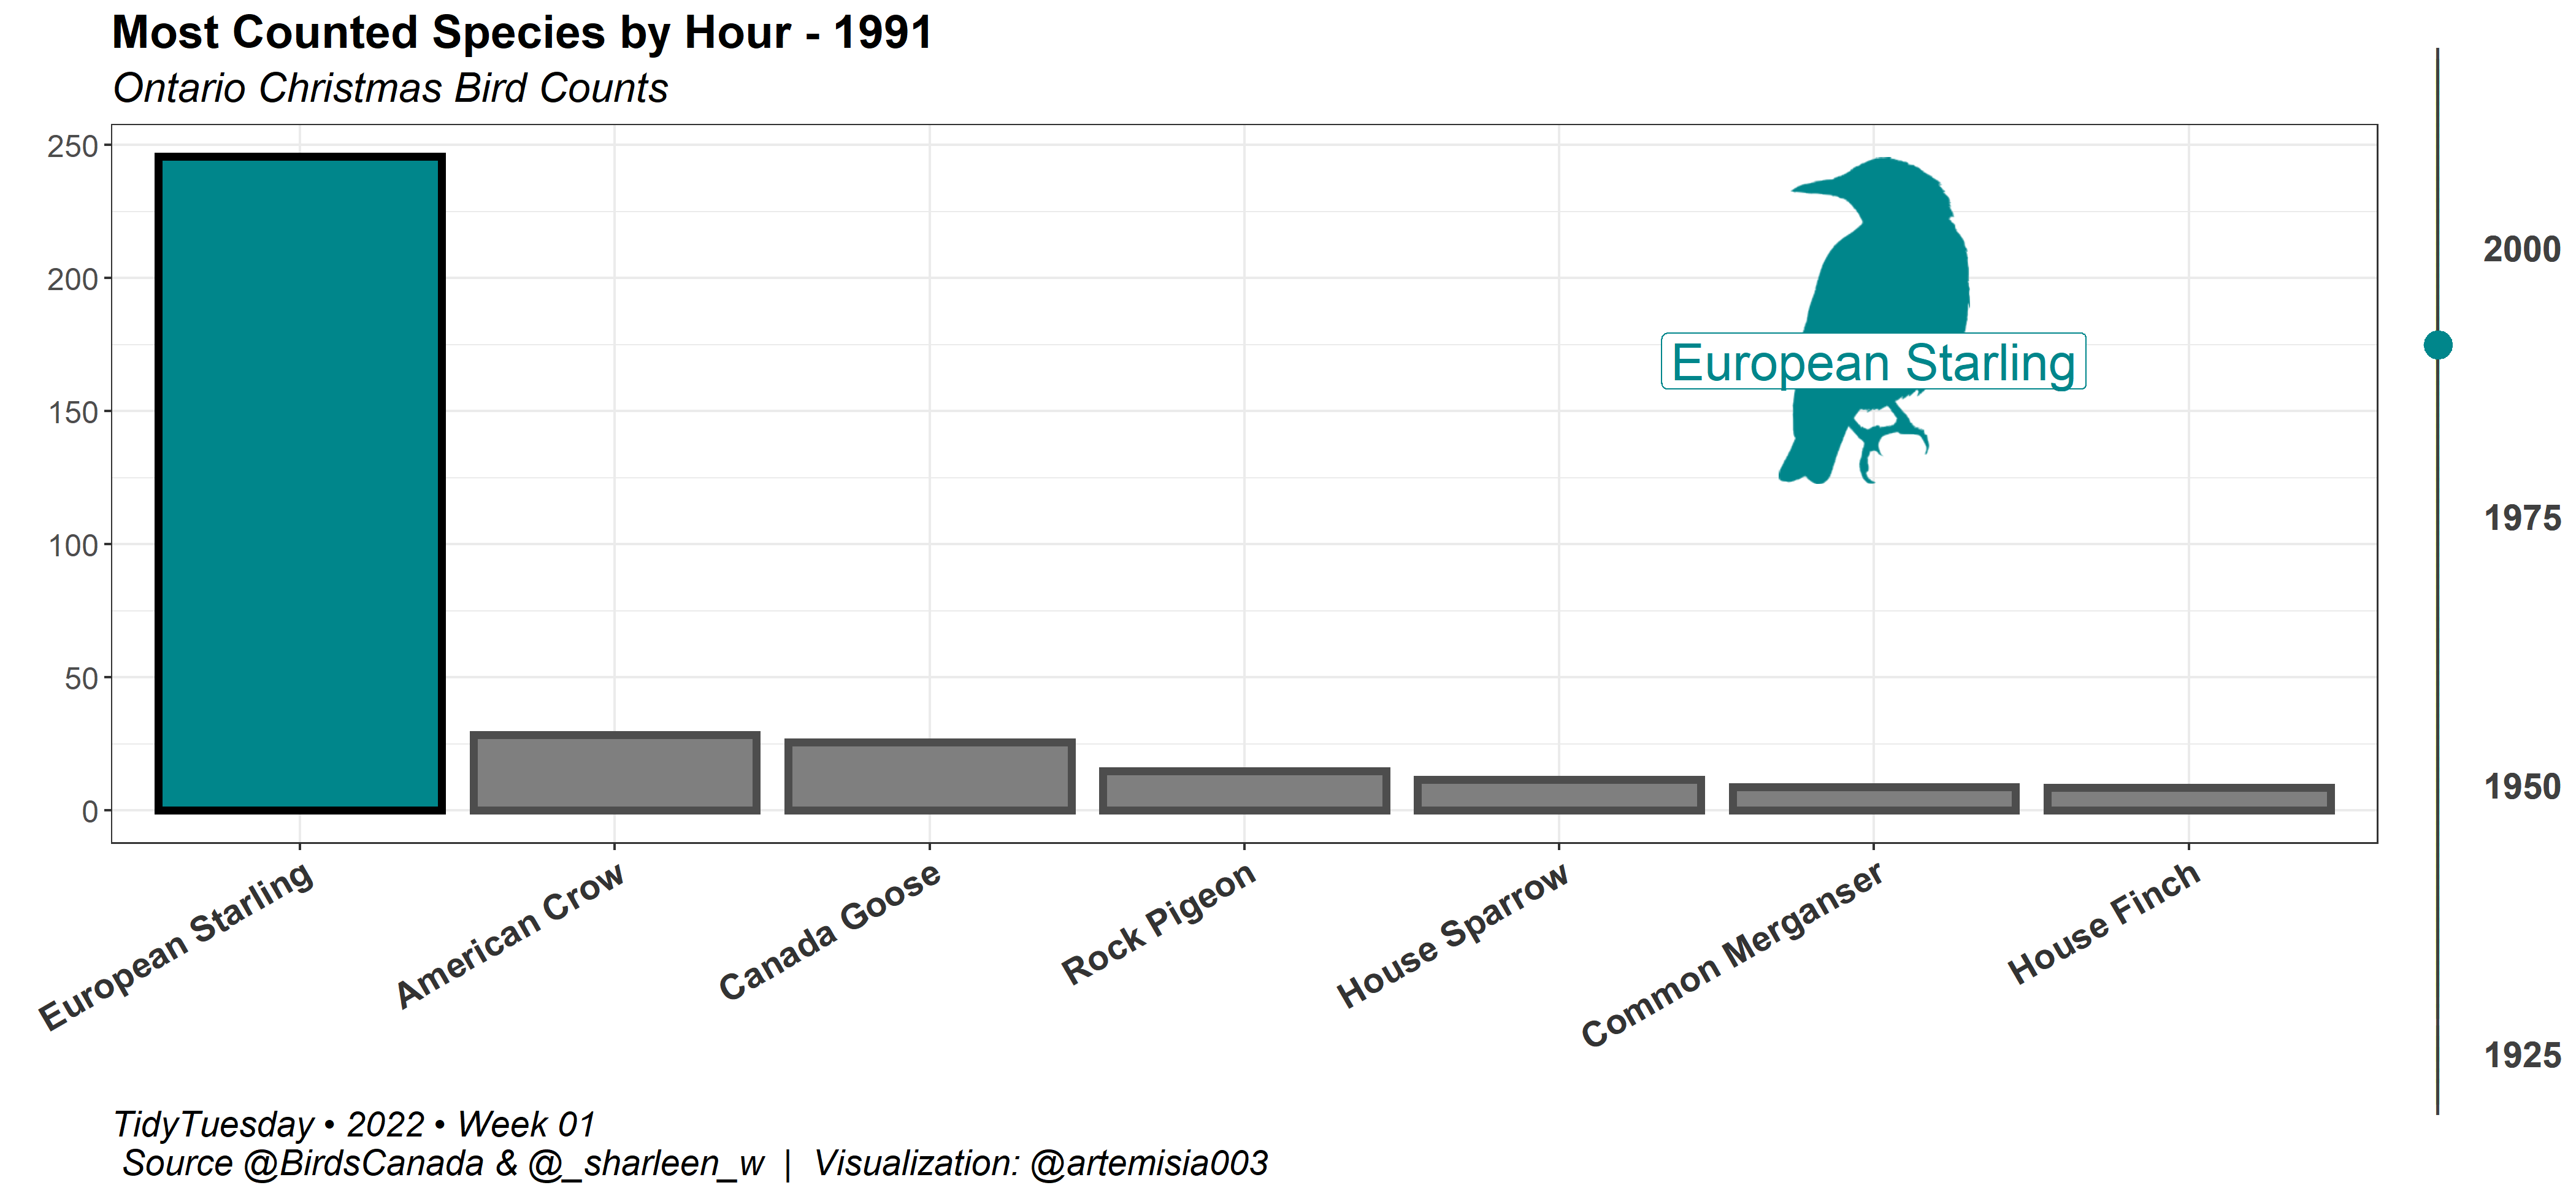 Most Counted Species by Hour - 1991
Ontario Christmas Bird Counts
250
200
150
100
50
0
European Starling
2000
1975
1950
1925
European Starling
American Crow
Canada Goose
Rock Pigeon
House Sparrow
Common Merganser
House Finch
TidyTuesday • 2022 • Week 01
Source @BirdsCanada & @_sharleen_w | Visualization: @artemisia003